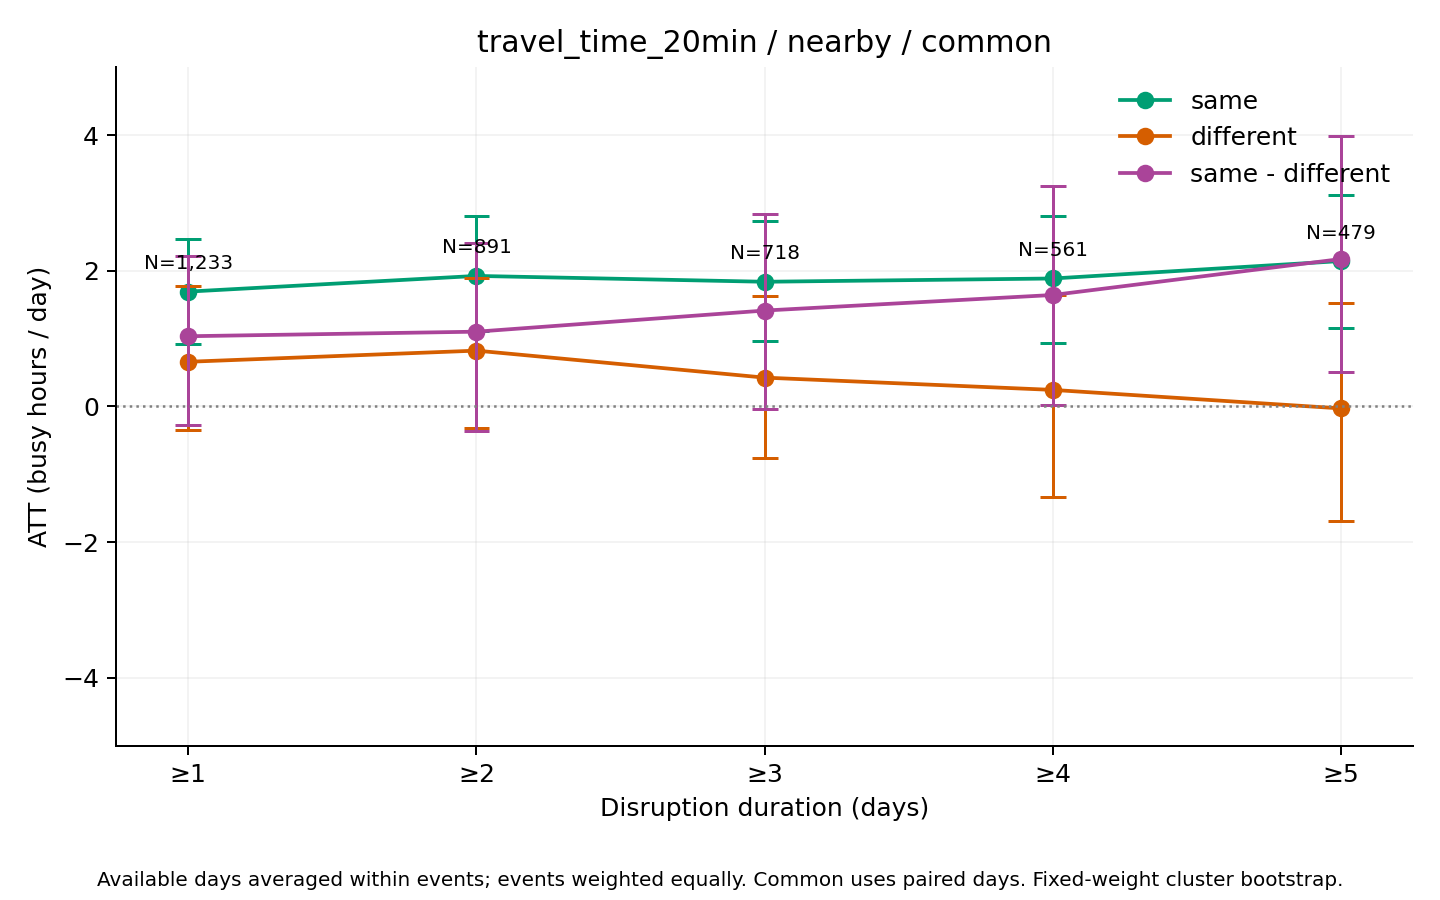 travel_time_20min / nearby / common
same
different
same - different
N=1,233
N=891
N=718
N=561
N=479
ATT (busy hours / day)
4
2
0
−2
−4
≥1
≥2
≥3
≥4
≥5
Disruption duration (days)
Available days averaged within events; events weighted equally. Common uses paired days. Fixed-weight cluster bootstrap.